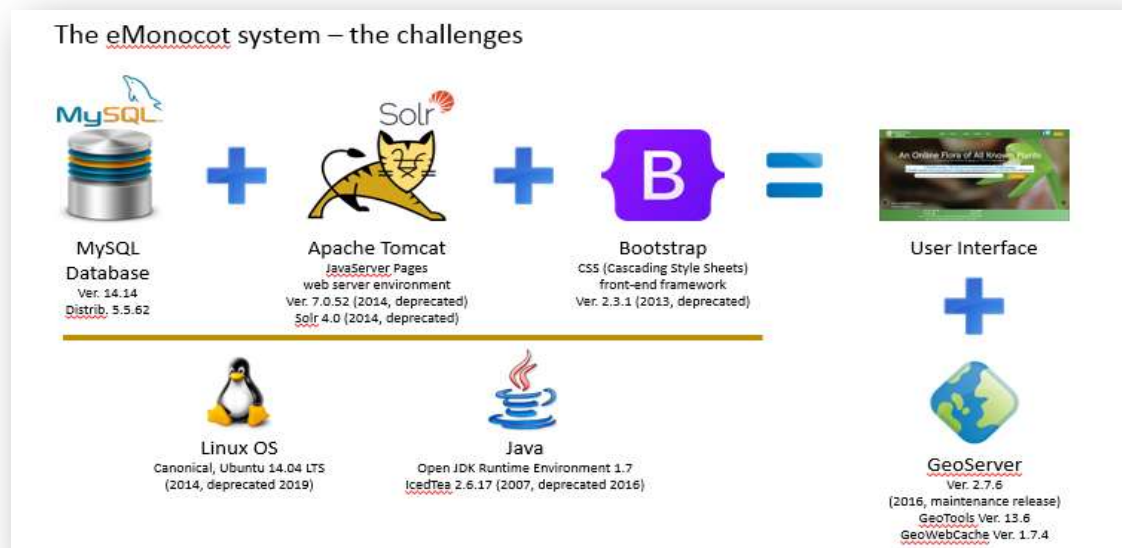 The eMonocot system – the challenges
MySQL
Solr
B
An Online Flora of All Known Plants
MySQL
Database
Ver. 14.14
Distrib. 5.5.62
Apache Tomcat
JavaServer Pages
web server environment
Ver. 7.0.52 (2014, deprecated)
Solr 4.0 (2014, deprecated)
Bootstrap
CSS (Cascading Style Sheets)
front-end framework
Ver. 2.3.1 (2013, deprecated)
User Interface
Linux OS
Canonical, Ubuntu 14.04 LTS
(2014, deprecated 2019)
Java
Open JDK Runtime Environment 1.7
IcedTea 2.6.17 (2007, deprecated 2016)
GeoServer
Ver. 2.7.6
(2016, maintenance release)
GeoTools Ver. 13.6
GeoWebCache Ver. 1.7.4